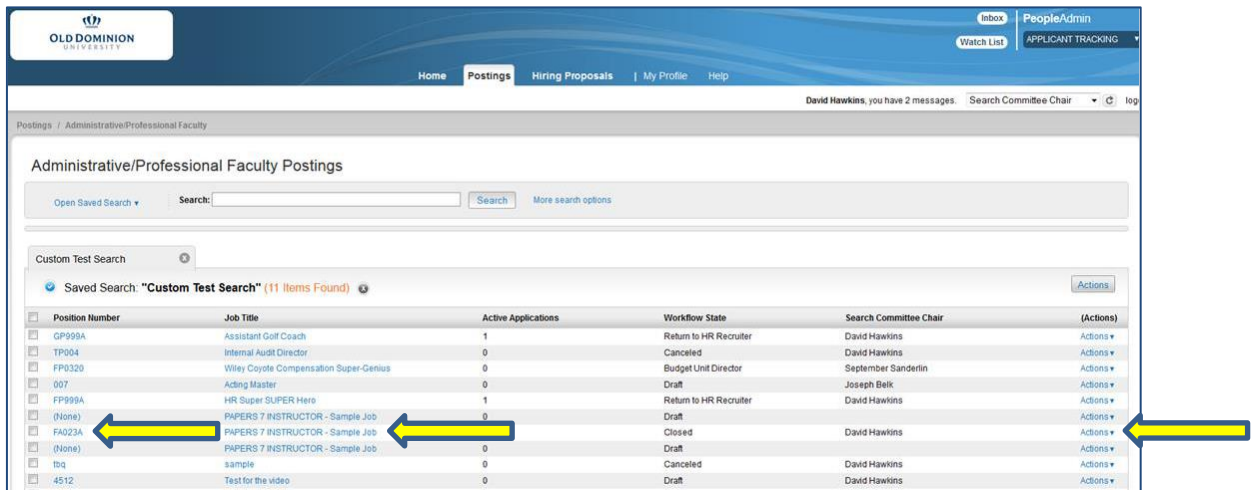 OLD DOMINION
UNIVERSITY
Inbox
PeopleAdmin
Watch List
APPLICANT TRACKING
Home Postings Hiring Proposals | My Profile Help
David Hawkins, you have 2 messages. Search Committee Chair log
Postings / Administrative/Professional Faculty
Administrative/Professional Faculty Postings
Open Saved Search Search: Search More search options
Custom Test Search
Saved Search: "Custom Test Search" (11 Items Found) Actions
Position Number Job Title Active Applications Workflow State Search Committee Chair (Actions)
GP999A Assistant Golf Coach 1 Return to HR Recruiter David Hawkins Actions
TP004 Internal Audit Director 0 Canceled David Hawkins Actions
FP0320 Wiley Coyote Compensation Super-Genius 0 Budget Unit Director September Sanderlin Actions
007 Acting Master 0 Draft Joseph Belk Actions
FP999A HR Super SUPER Hero 1 Return to HR Recruiter David Hawkins Actions
(None) PAPERS 7 INSTRUCTOR - Sample Job 0 Draft Actions
FA023A PAPERS 7 INSTRUCTOR - Sample Job Closed David Hawkins Actions
(None) PAPERS 7 INSTRUCTOR - Sample Job 0 Draft Actions
tbq sample 0 Canceled David Hawkins Actions
4512 Test for the video 0 Draft David Hawkins Actions